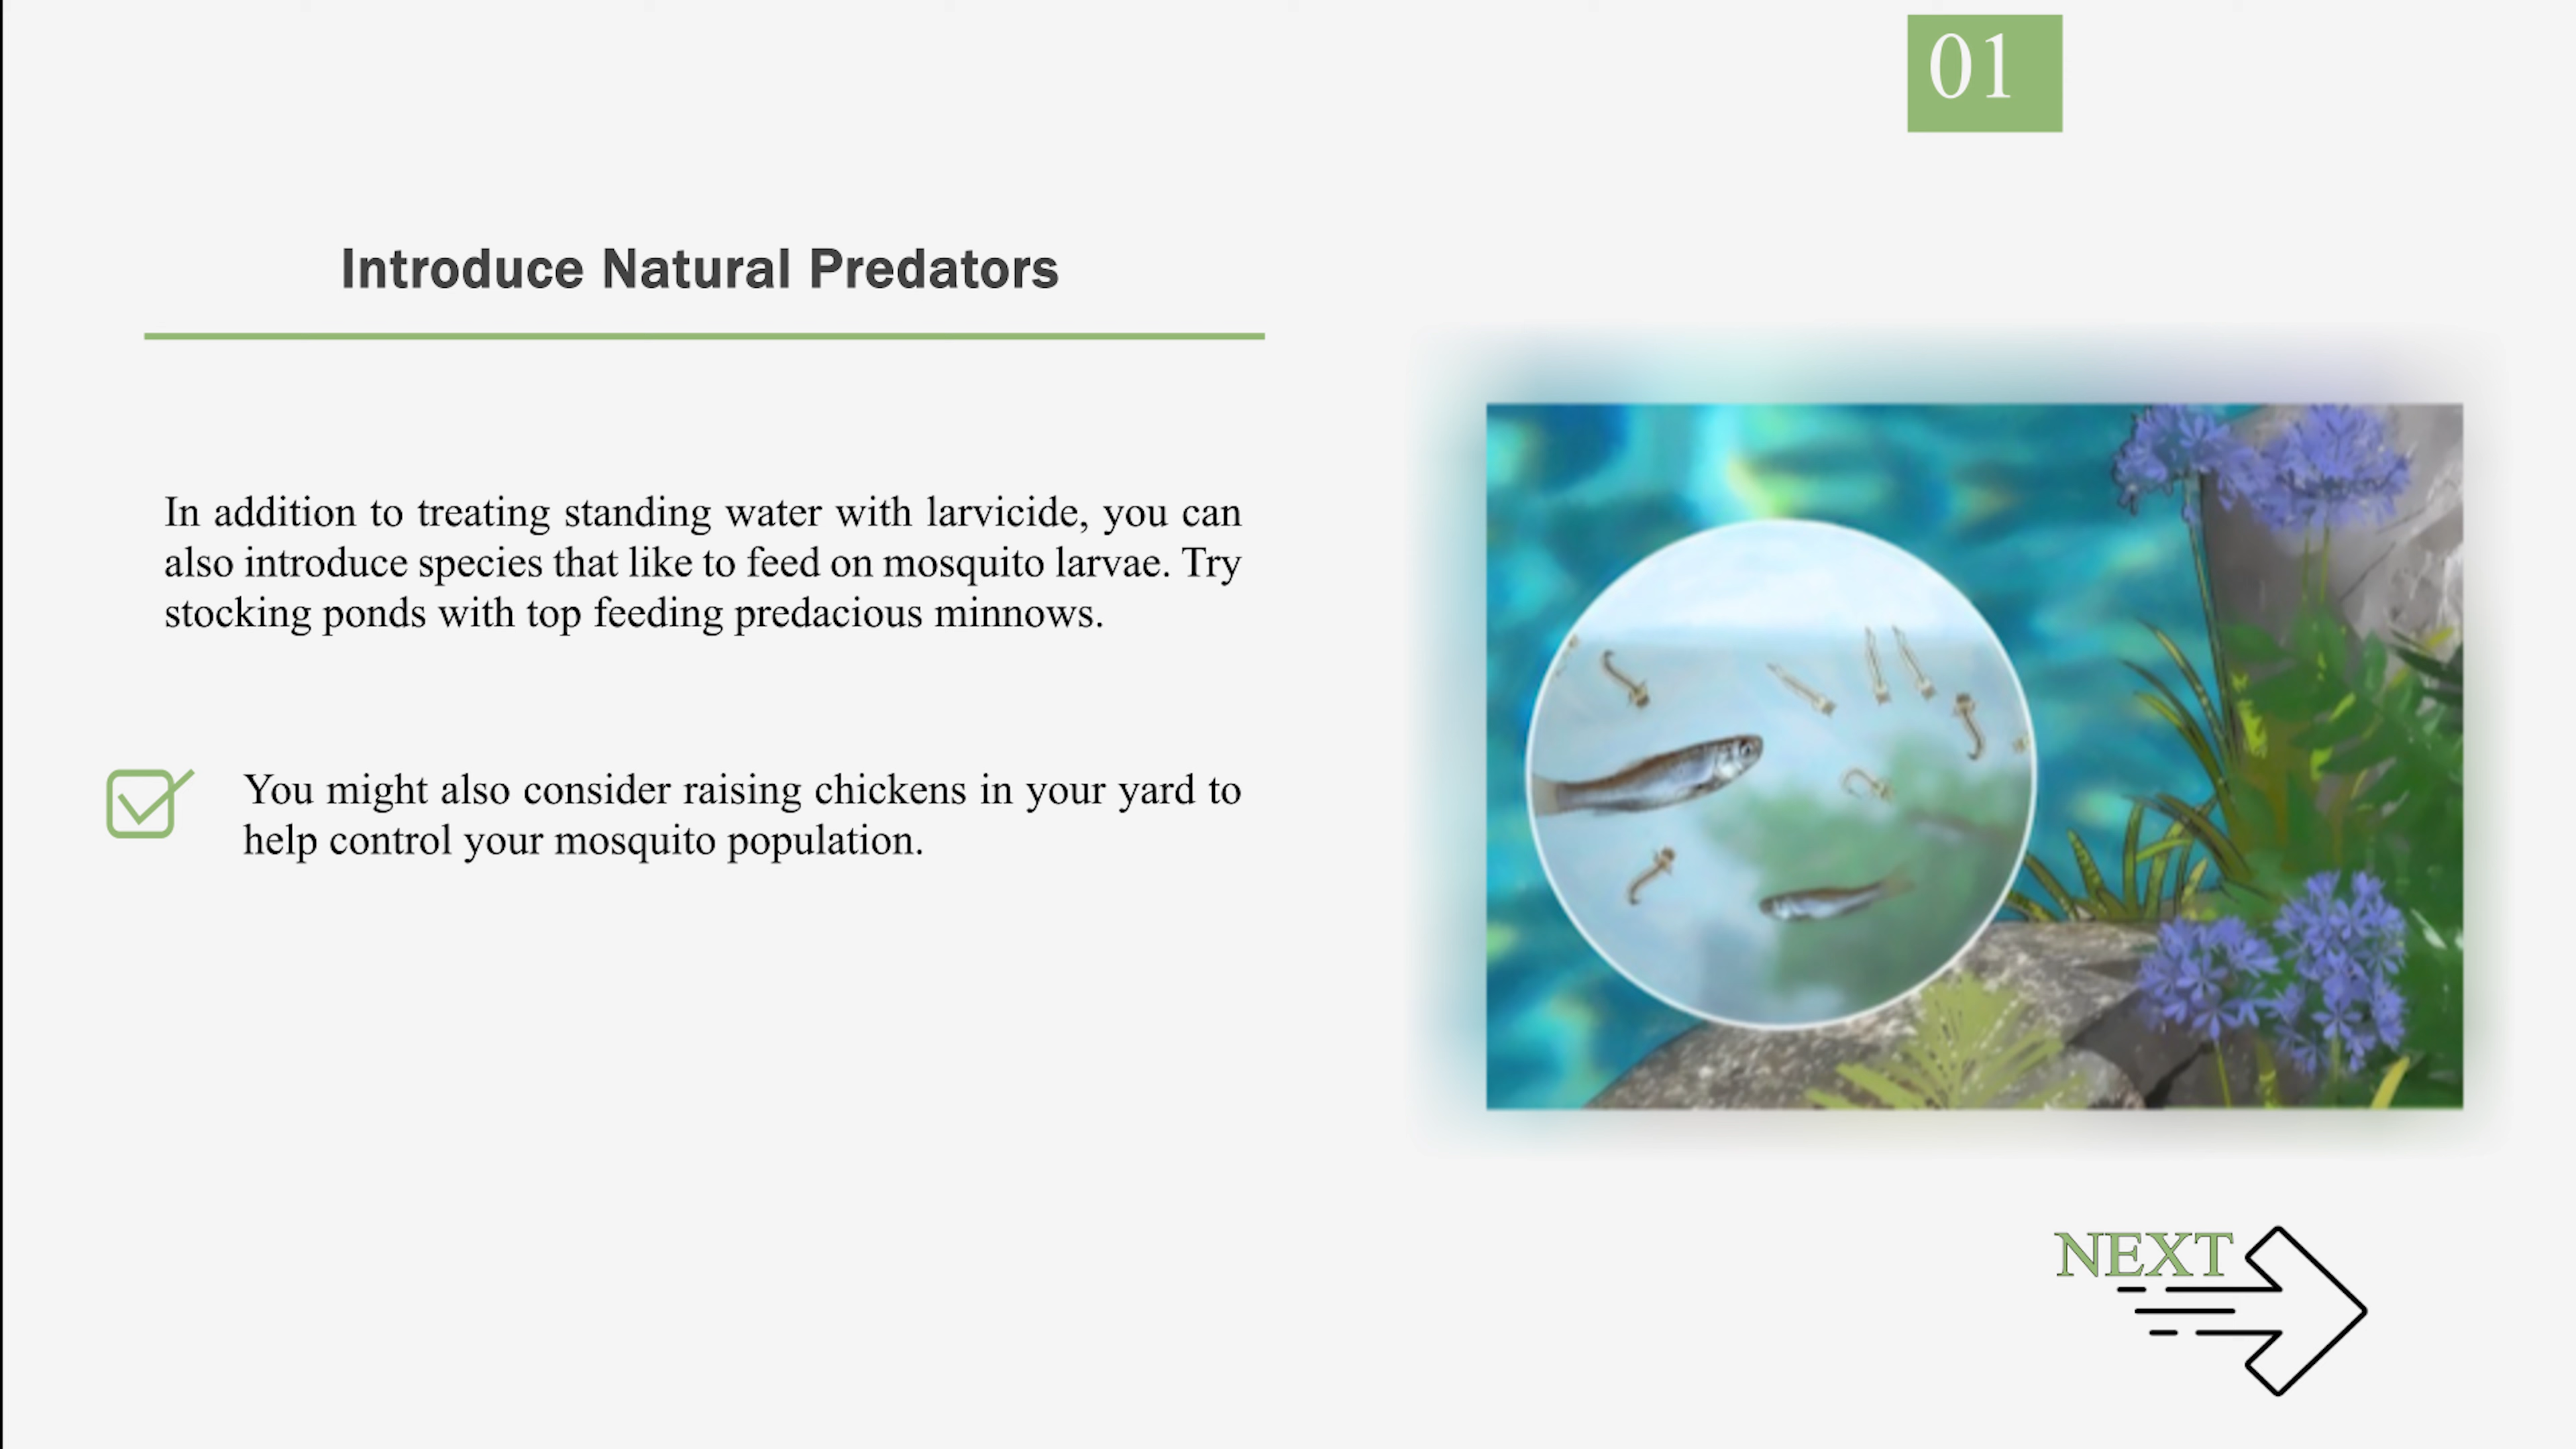 01
Introduce Natural Predators
In addition to treating standing water with larvicide, you can
also introduce species that like to feed on mosquito larvae. Try
stocking ponds with top feeding predacious minnows.
You might also consider raising chickens in your yard to
help control your mosquito population.
NEXT